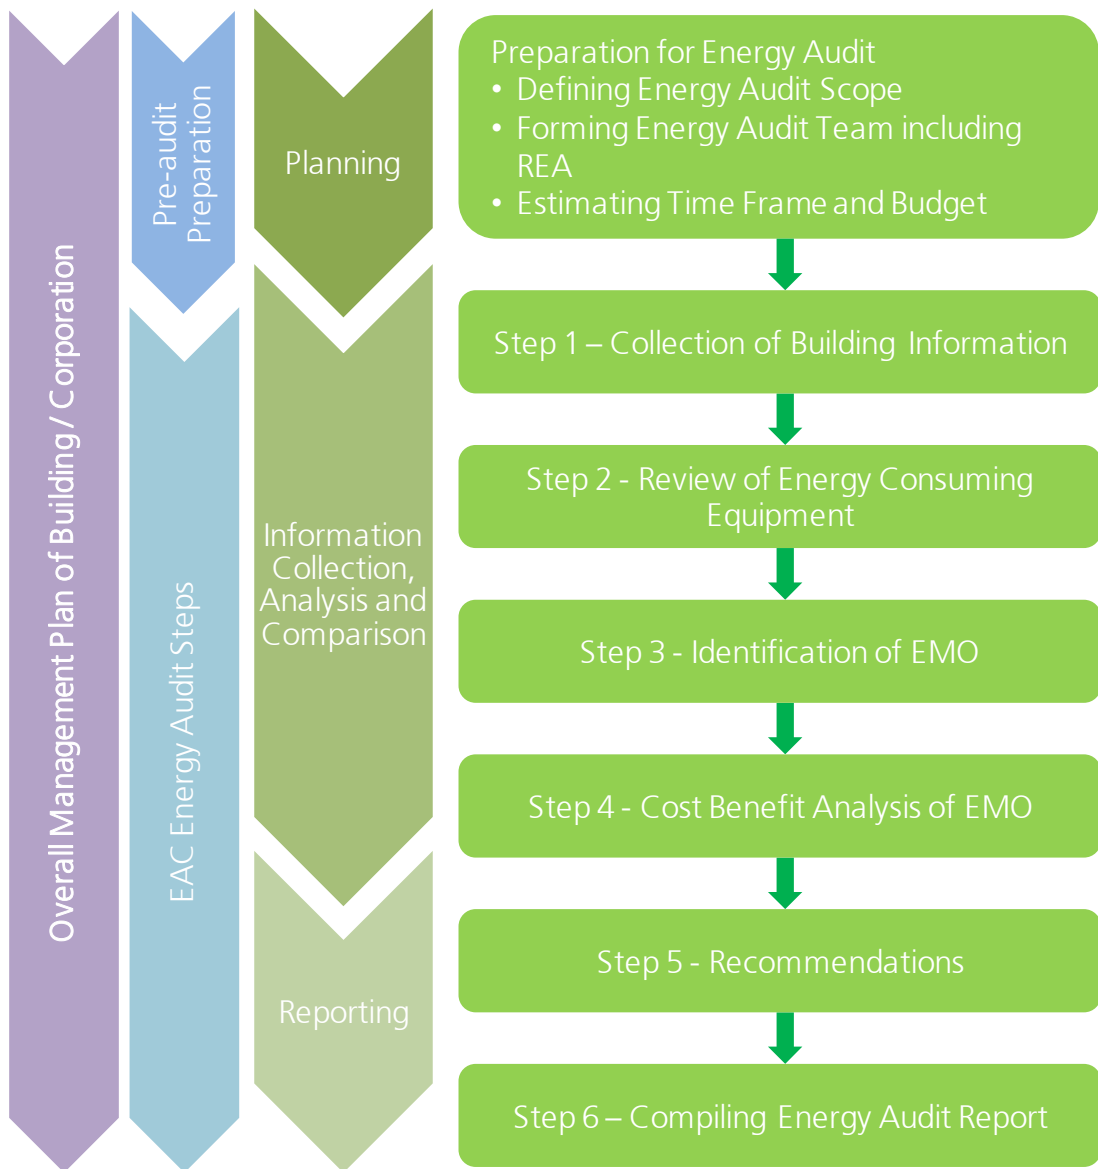 Overall Management Plan of Building / Corporation
Pre-audit
Preparation
EAC Energy Audit Steps
Planning
Information
Collection,
Analysis and
Comparison
Reporting
Preparation for Energy Audit
• Defining Energy Audit Scope
• Forming Energy Audit Team including
REA
• Estimating Time Frame and Budget
Step 1 – Collection of Building Information
Step 2 - Review of Energy Consuming
Equipment
Step 3 - Identification of EMO
Step 4 - Cost Benefit Analysis of EMO
Step 5 - Recommendations
Step 6 – Compiling Energy Audit Report